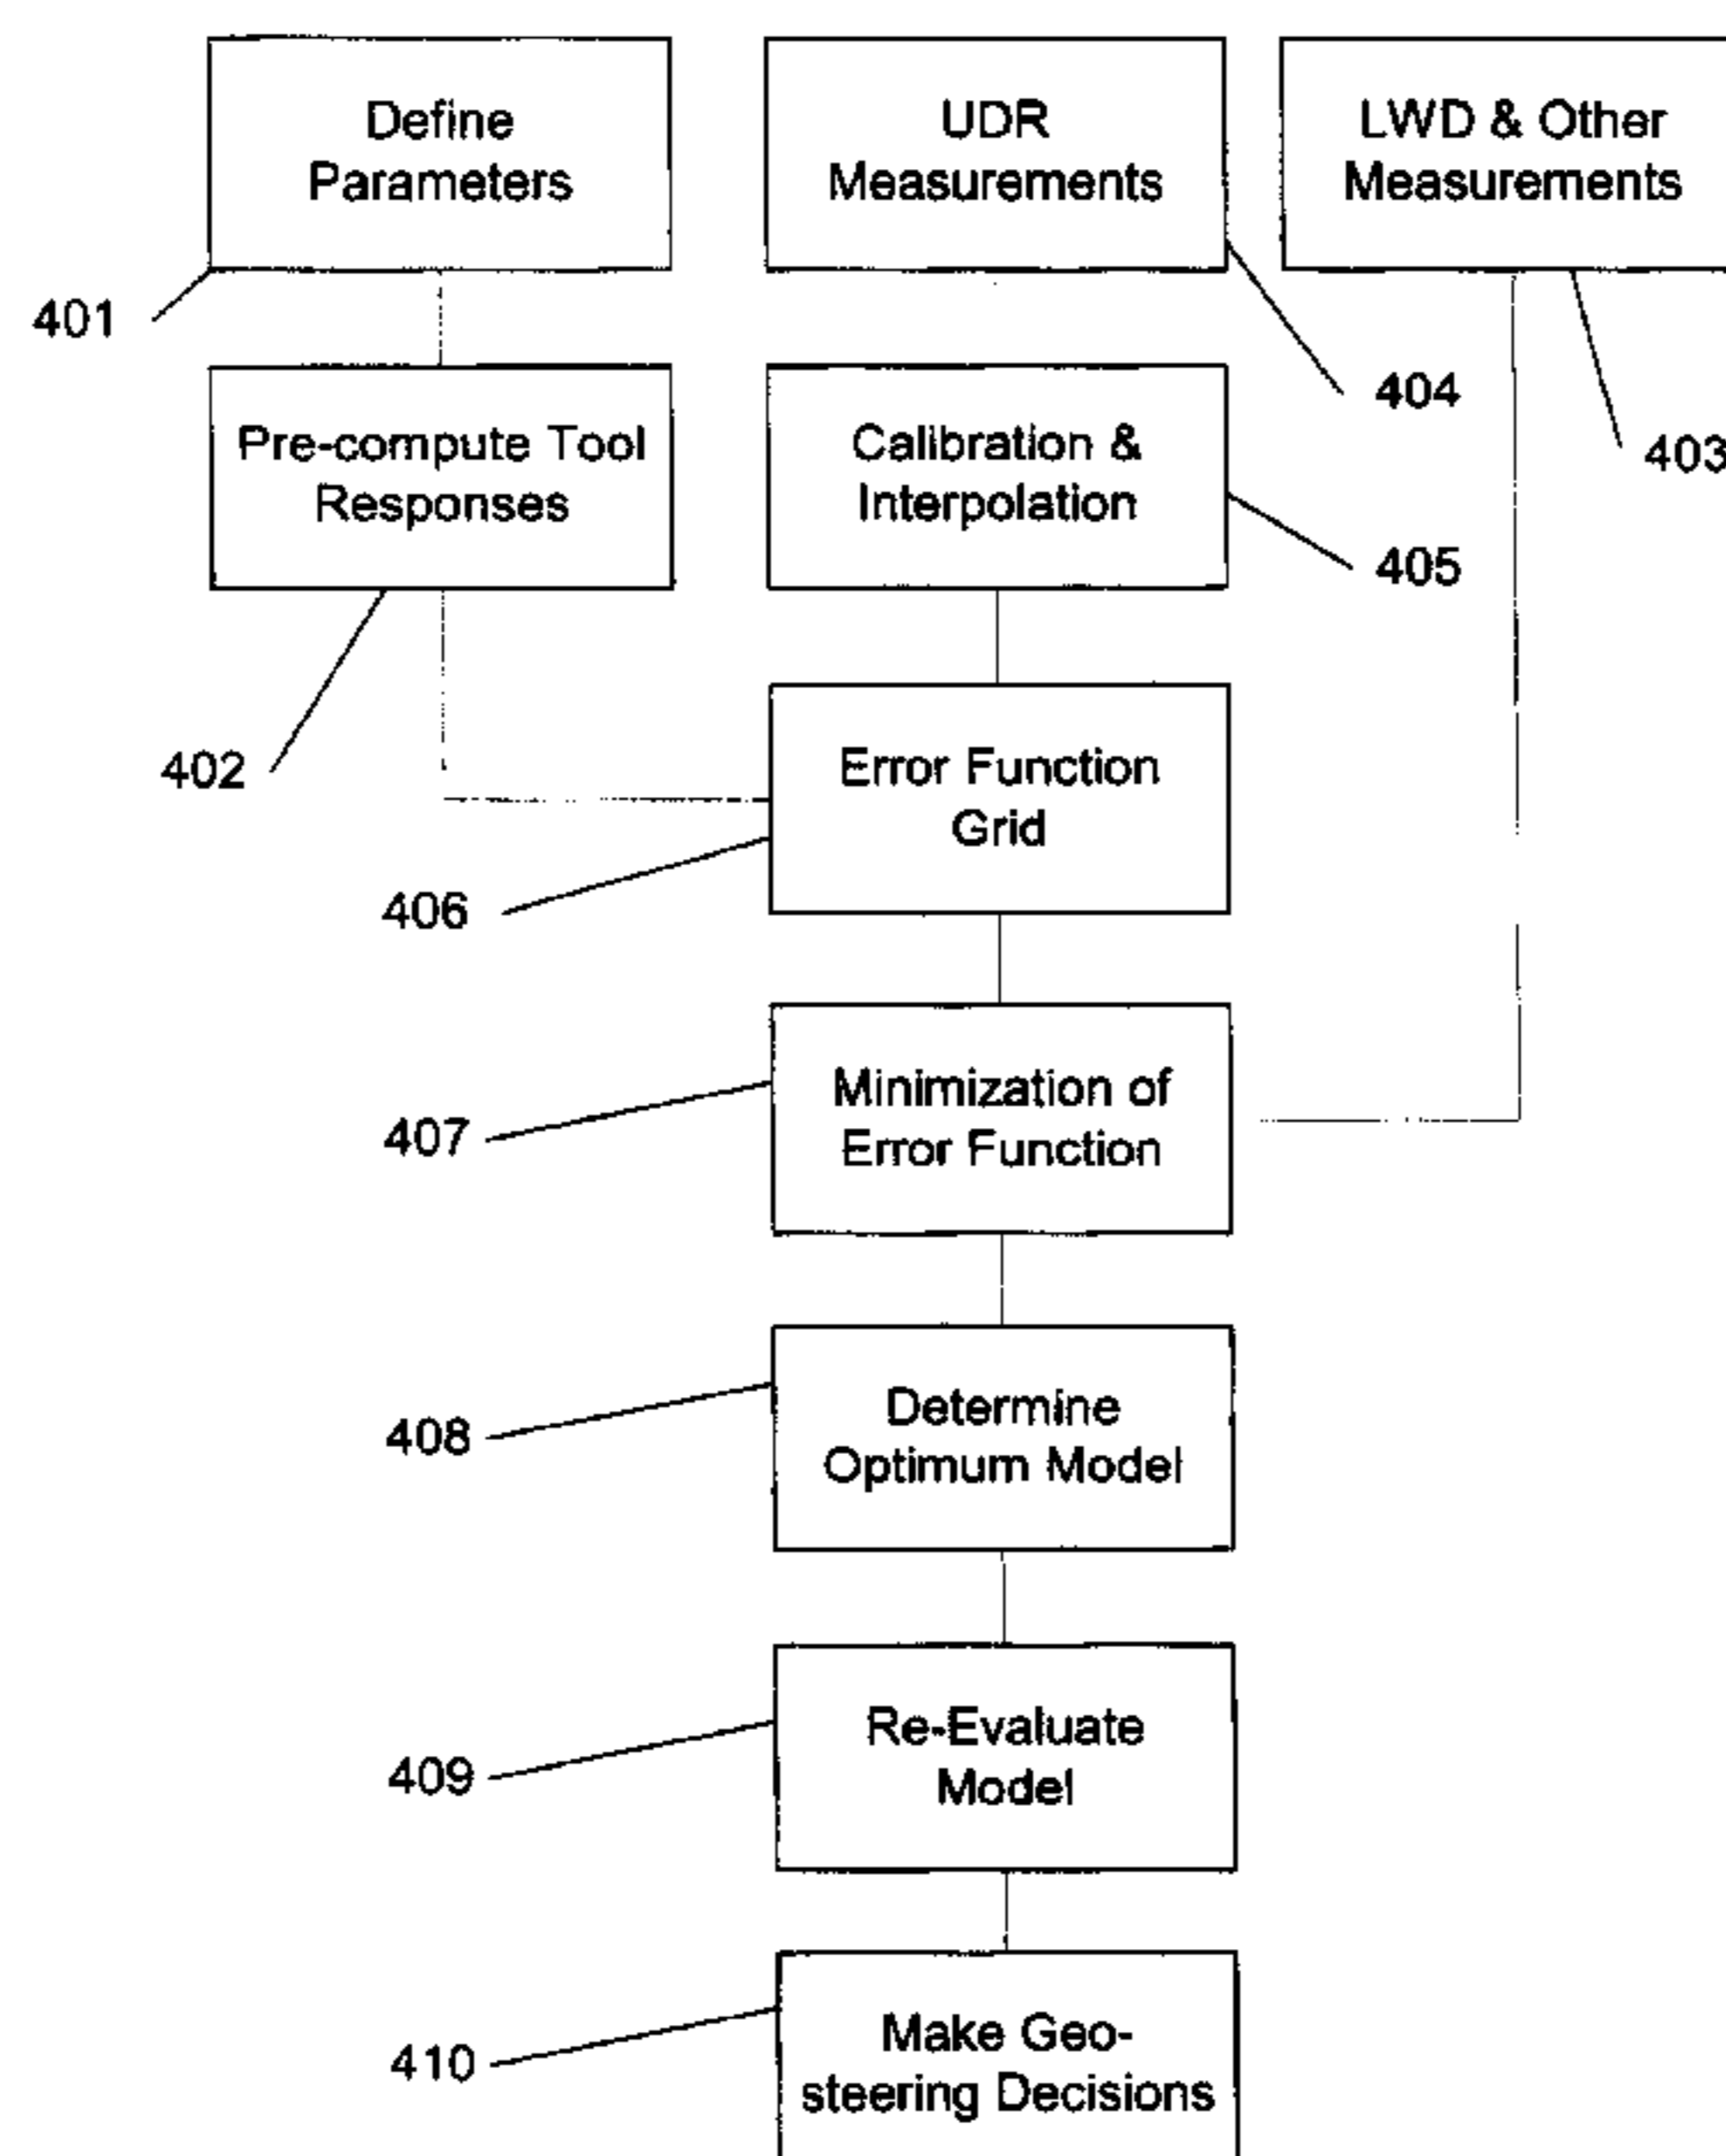 Define
Parameters
UDR
Measurements
LWD & Other
Measurements
401
404
403
Pre-compute Tool
Responses
Calibration &
Interpolation
405
402
Error Function
Grid
406
Minimization of
Error Function
407
Determine
Optimum Model
408
Re-Evaluate
Model
409
Make Geo-
steering Decisions
410